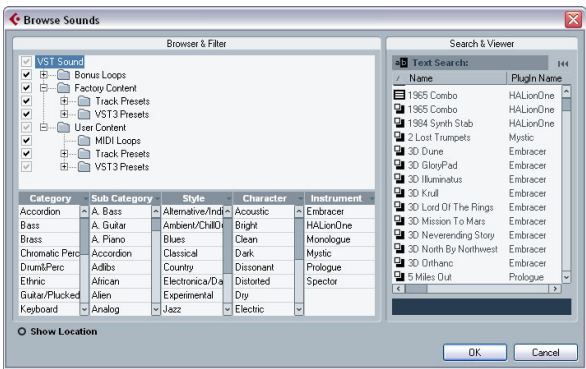 Browse Sounds
Browser & Filter
VST Sound
Bonus Loops
Factory Content
Track Presets
VST3 Presets
User Content
MIDI Loops
Track Presets
VST3 Presets
Category Sub Category Style Character Instrument
Accordion A. Bass Alternative/Indi Acoustic Embracer
Bass A. Guitar Ambient/ChillO Bright HALionOne
Brass A. Piano Blues Clean Monologue
Chromatic Perc Accordion Classical Dark Mystic
Drum&Perc Adlibs Country Dissonant Prologue
Ethnic African Electronica/Da Distorted Spector
Guitar/Plucked Alien Experimental Dry
Keyboard Analog Jazz Electric
Search & Viewer
ab Text Search:
/ Name PlugIn Name
1965 Combo HALionOne
1965 Combo HALionOne
1984 Synth Stab HALionOne
2 Lost Trumpets Mystic
3D Dune Embracer
3D GloryPad Embracer
3D Illuminatus Embracer
3D Krull Embracer
3D Lord Of The Rings Embracer
3D Mission To Mars Embracer
3D Neverending Story Embracer
3D North By Northwest Embracer
3D Orthanc Embracer
5 Miles Out Prologue
Show Location
OK Cancel